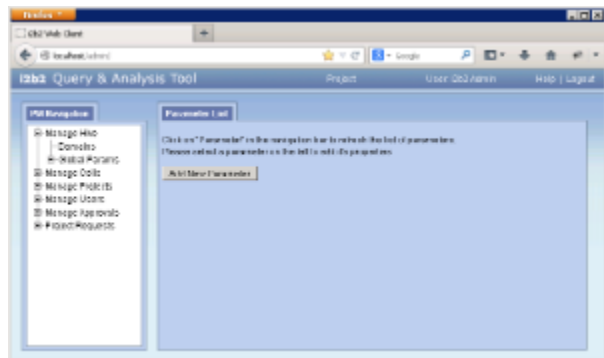 Firefox
i2b2 Web Client
localhost/admin/
Google
i2b2 Query & Analysis Tool
Project
User: i2b2 Admin
Help | Logout
PM Navigation
Parameter List
Manage Hive
Domains
Global Params
Manage Cells
Manage Projects
Manage Users
Manage Approvals
Project Requests
Click on "Parameter" in the navigation bar to refresh the list of parameters
Please select a parameter on the left to edit its properties
Add New Parameter